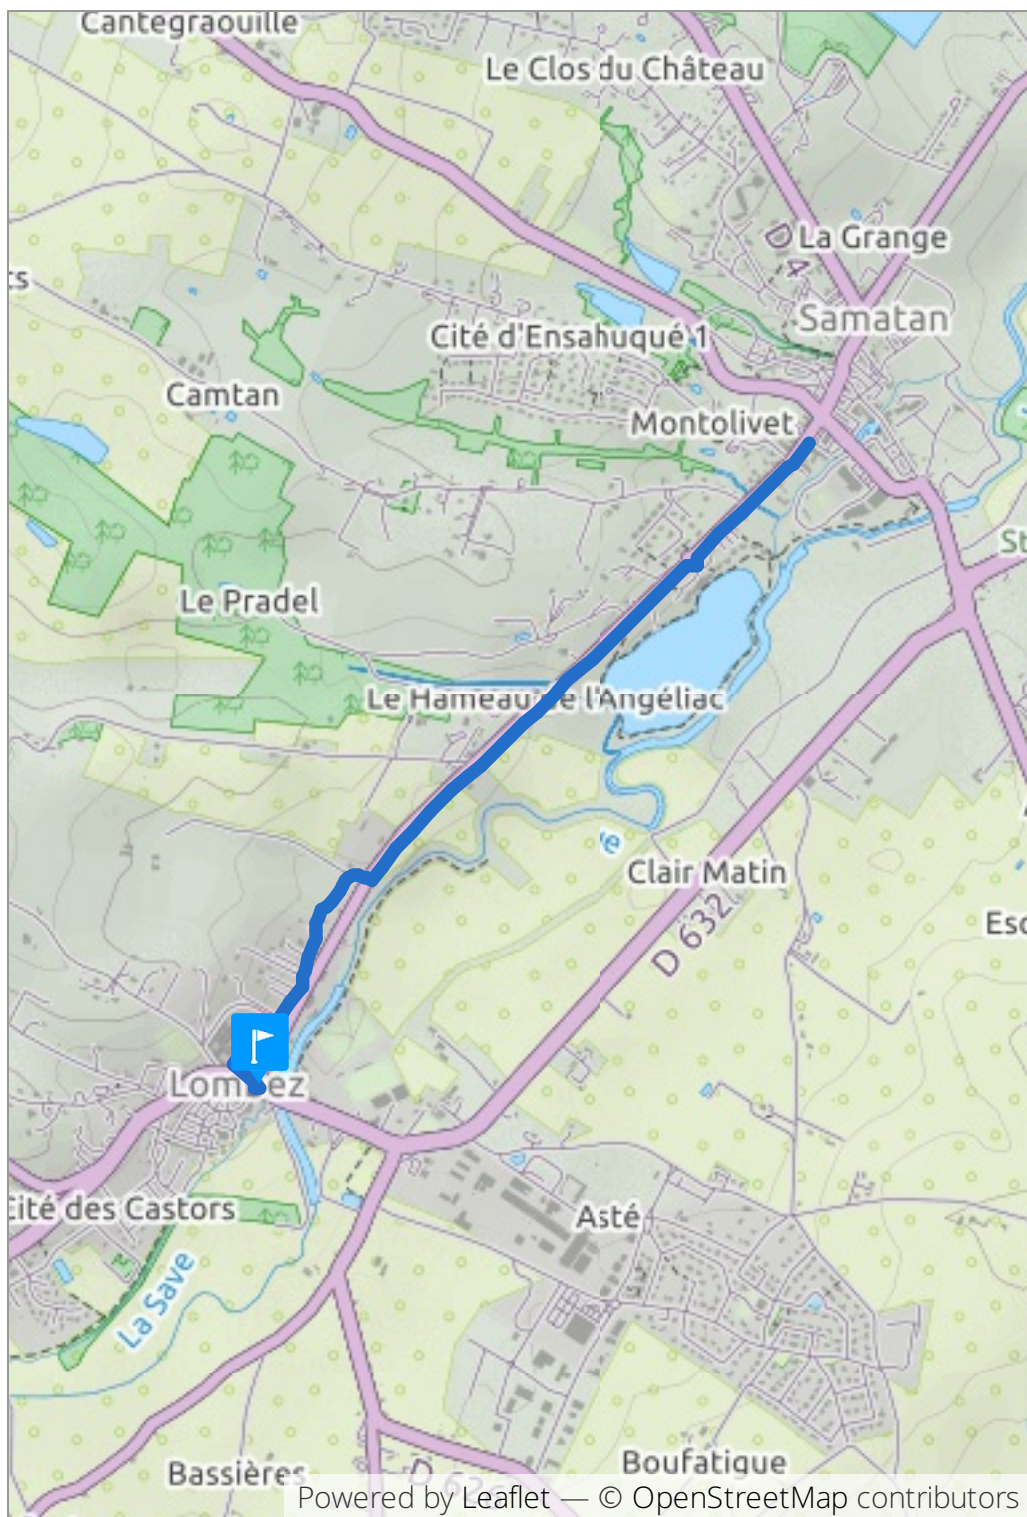 Cantegraouille
Le Clos du Château
La Grange
D 4
Samatan
Cité d'Ensahuqué 1
Camtan
Montolivet
Le Pradel
Le Hameau de l'Angéliac
Clair Matin
D 632
Lombez
Cité des Castors
Asté
La Save
Boufatigue
Bassières
Powered by Leaflet — © OpenStreetMap contributors